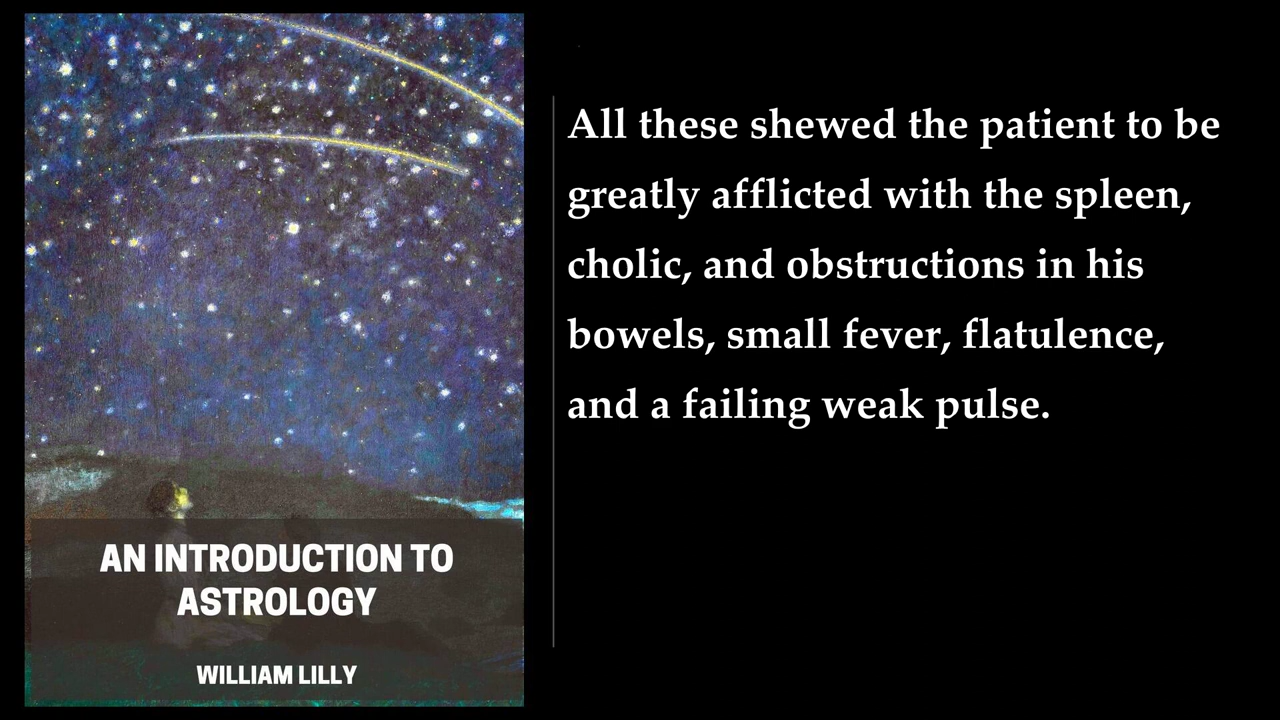 AN INTRODUCTION TO
ASTROLOGY
WILLIAM LILLY
All these shewed the patient to be
greatly afflicted with the spleen,
cholic, and obstructions in his
bowels, small fever, flatulence,
and a failing weak pulse.